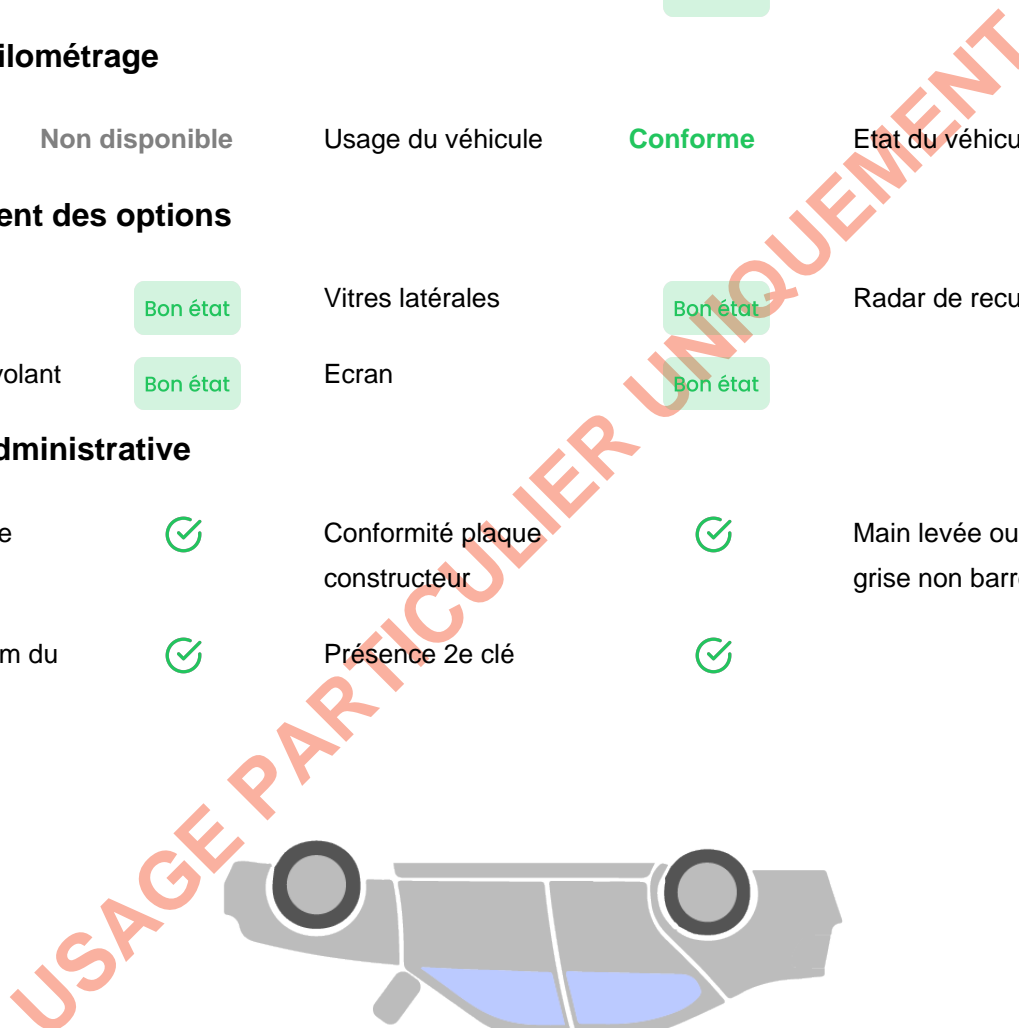 ilométrage
Non disponible Usage du véhicule Conforme Etat du véhicu
ent des options
Bon état Vitres latérales Bon état Radar de recu
volant Bon état Ecran Bon état
dministrative
e Conformité plaque Main levée ou
constructeur grise non barr
m du Présence 2e clé
USAGE PARTICULIER UNIQUEMENT